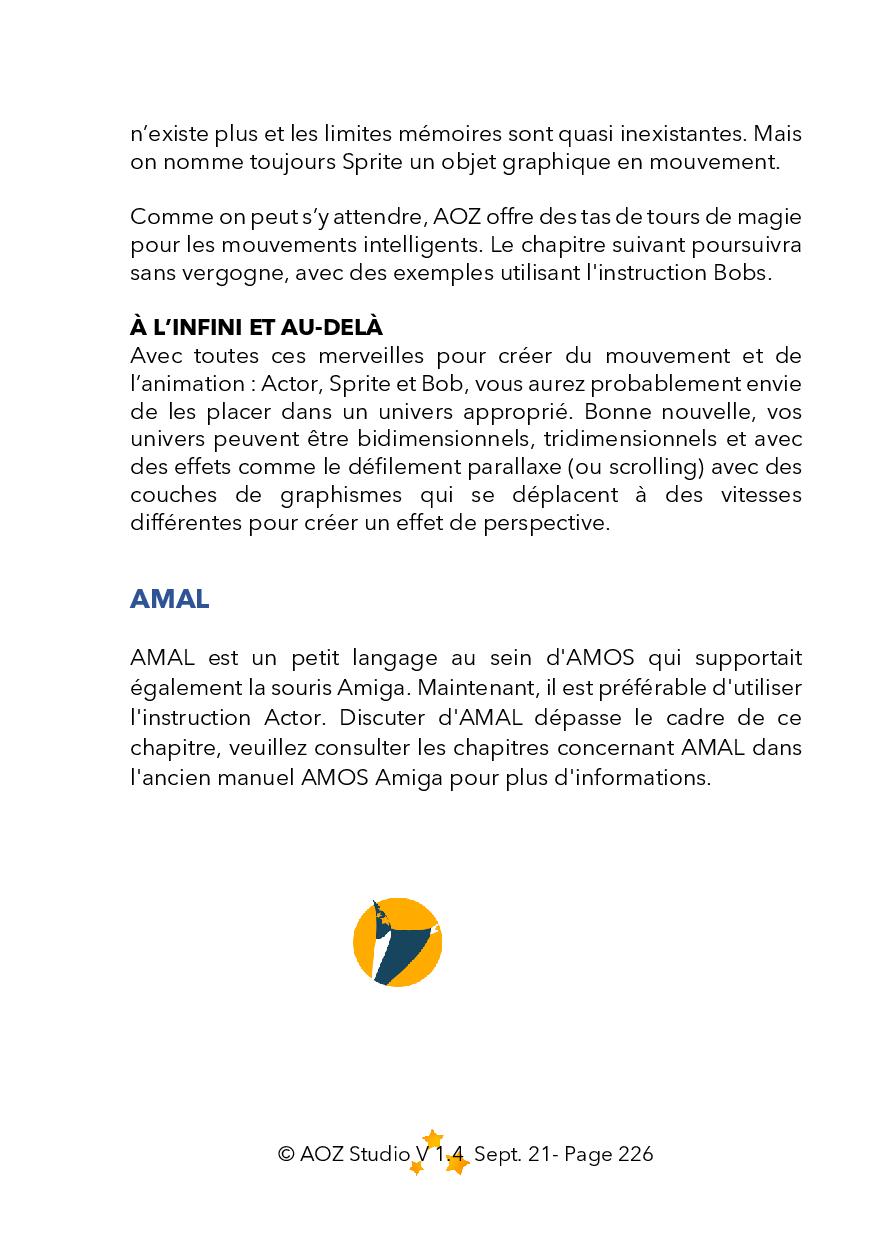 n’existe plus et les limites mémoires sont quasi inexistantes. Mais
on nomme toujours Sprite un objet graphique en mouvement.
Comme on peut s’y attendre, AOZ offre des tas de tours de magie
pour les mouvements intelligents. Le chapitre suivant poursuivra
sans vergogne, avec des exemples utilisant l'instruction Bobs.
À L’INFINI ET AU-DELÀ
Avec toutes ces merveilles pour créer du mouvement et de
l’animation : Actor, Sprite et Bob, vous aurez probablement envie
de les placer dans un univers approprié. Bonne nouvelle, vos
univers peuvent être bidimensionnels, tridimensionnels et avec
des effets comme le défilement parallaxe (ou scrolling) avec des
couches de graphismes qui se déplacent à des vitesses
différentes pour créer un effet de perspective.
AMAL
AMAL est un petit langage au sein d'AMOS qui supportait
également la souris Amiga. Maintenant, il est préférable d'utiliser
l'instruction Actor. Discuter d'AMAL dépasse le cadre de ce
chapitre, veuillez consulter les chapitres concernant AMAL dans
l'ancien manuel AMOS Amiga pour plus d'informations.
© AOZ Studio V 1.4 Sept. 21- Page 226